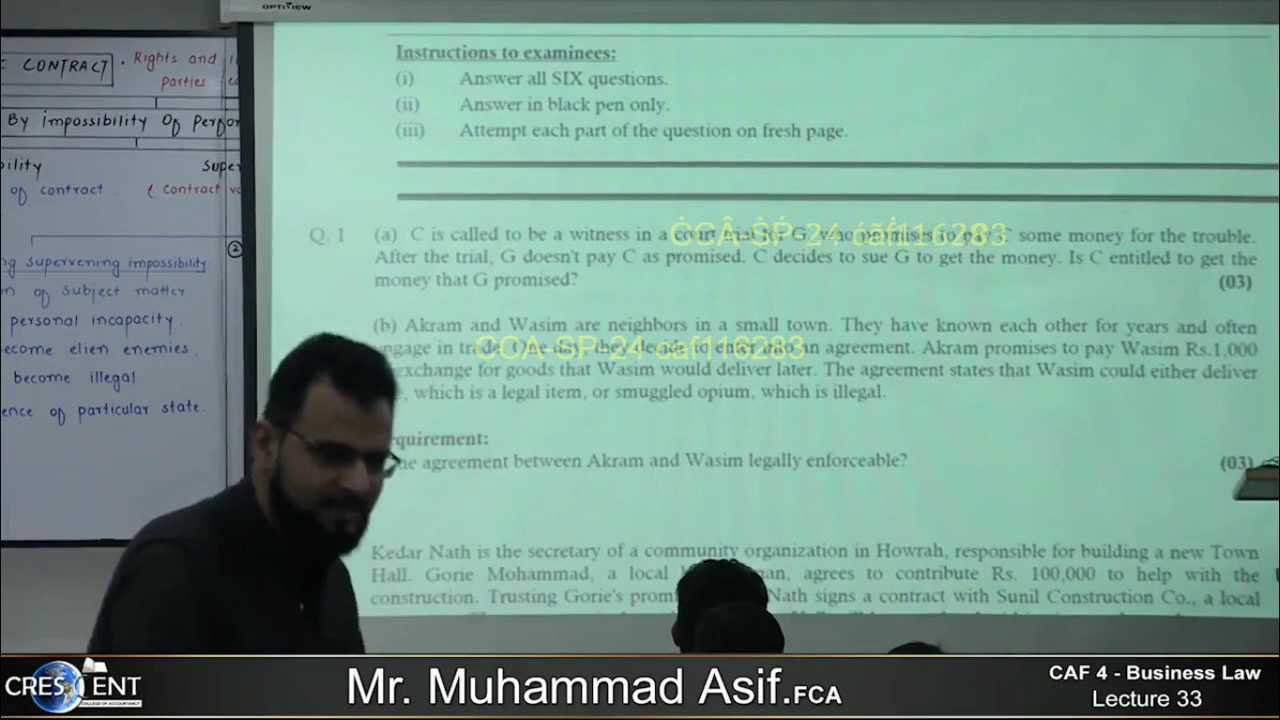 OPTIVIEW
CONTRACT
· Rights and
parties
By impossibility Of
of contract.
( Contract
supervening impossibility
of subject matter.
personal incapacity.
elien enemies.
become illegal
of particular state.
2
Instructions to examinees:
(i) Answer all SIX questions.
(ii) Answer in black pen only.
(iii) Attempt each part of the question on fresh page.
Q. 1 (a) C is called to be a witness in a court trial for G, who promises to pay C some money for the trouble.
After the trial, G doesn't pay C as promised. C decides to sue G to get the money. Is C entitled to get the
money that G promised? (03)
(b) Akram and Wasim are neighbors in a small town. They have known each other for years and often
in trade. One day, they decide to enter into an agreement. Akram promises to pay Wasim Rs.1,000
exchange for goods that Wasim would deliver later. The agreement states that Wasim could either deliver
, which is a legal item, or smuggled opium, which is illegal.
agreement between Akram and Wasim legally enforceable? (03)
Kedar Nath is the secretary of a community organization in Howrah, responsible for building a new Town
Hall. Gorie Mohammad, a local agrees to contribute Rs. 100,000 to help with the
construction. Trusting Gorie's Nath signs a contract with Sunil Construction Co., a local
CCA-SP-24 caf116283
CRESCENT
COLLEGE OF ACCOUNTANCY
Mr. Muhammad Asif.FCA
CAF 4 - Business Law
Lecture 33